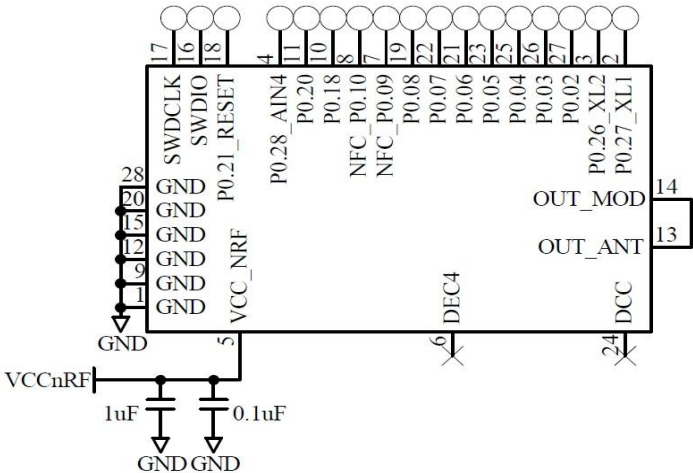 17
16
18
4
11
10
8
7
19
22
21
23
25
26
27
3
2
SWDCLK
SWDIO
P0.21_RESET
P0.28_AIN4
P0.20
P0.18
NFC_P0.10
NFC_P0.09
P0.08
P0.07
P0.06
P0.05
P0.04
P0.03
P0.02
P0.26_XL2
P0.27_XL1
28 GND
20 GND
15 GND
12 GND
9 GND
1 GND
GND
OUT_MOD 14
OUT_ANT 13
VCC_NRF
DEC4
DCC
5
6
24
VCCnRF
1uF
0.1uF
GND
GND